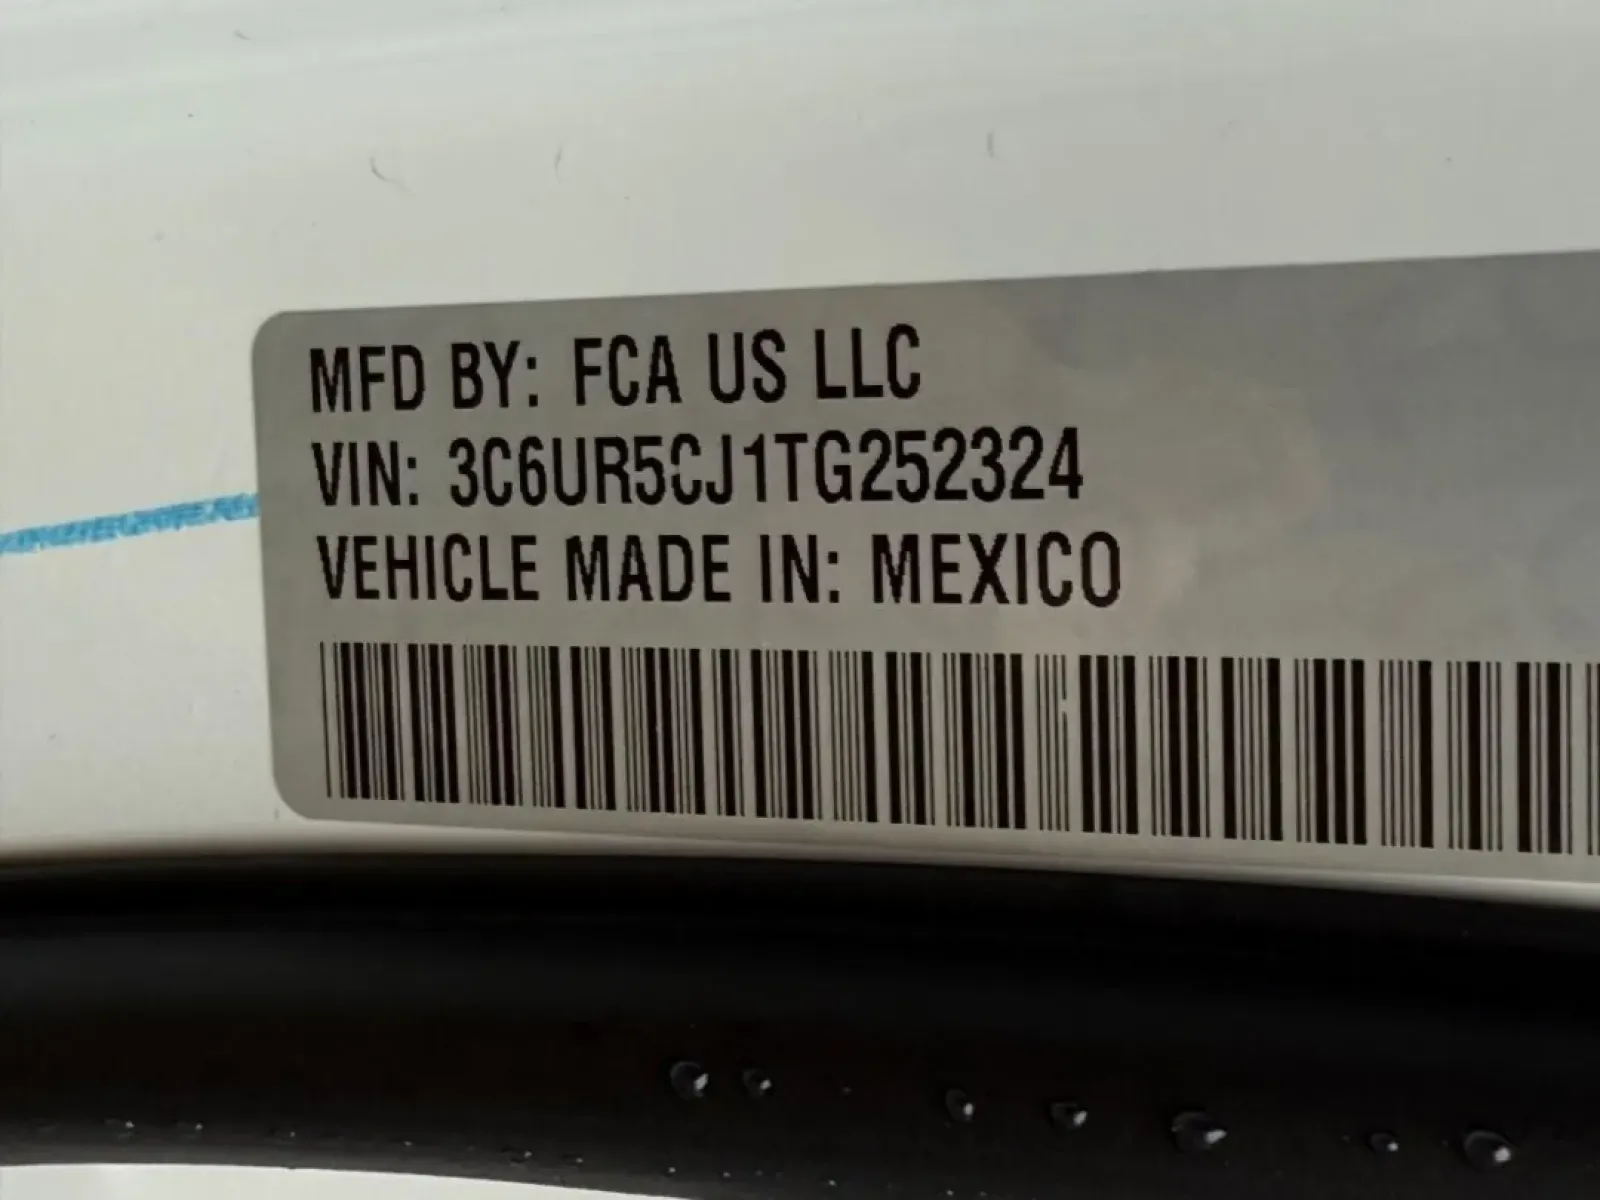 MFD BY: FCA US LLC
VIN: 3C6UR5CJ1TG252324
VEHICLE MADE IN: MEXICO